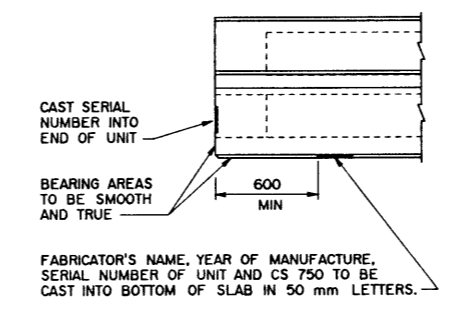 CAST SERIAL
NUMBER INTO
END OF UNIT
BEARING AREAS
TO BE SMOOTH
AND TRUE
600
MIN
FABRICATOR'S NAME, YEAR OF MANUFACTURE,
SERIAL NUMBER OF UNIT AND CS 750 TO BE
CAST INTO BOTTOM OF SLAB IN 50 mm LETTERS.